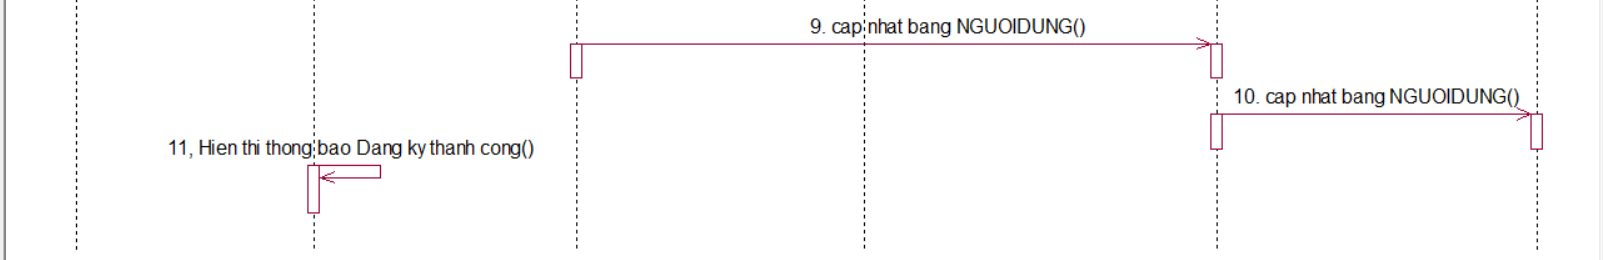 9. cap nhat bang NGUOIDUNG()
10. cap nhat bang NGUOIDUNG()
11, Hien thi thong bao Dang ky thanh cong()